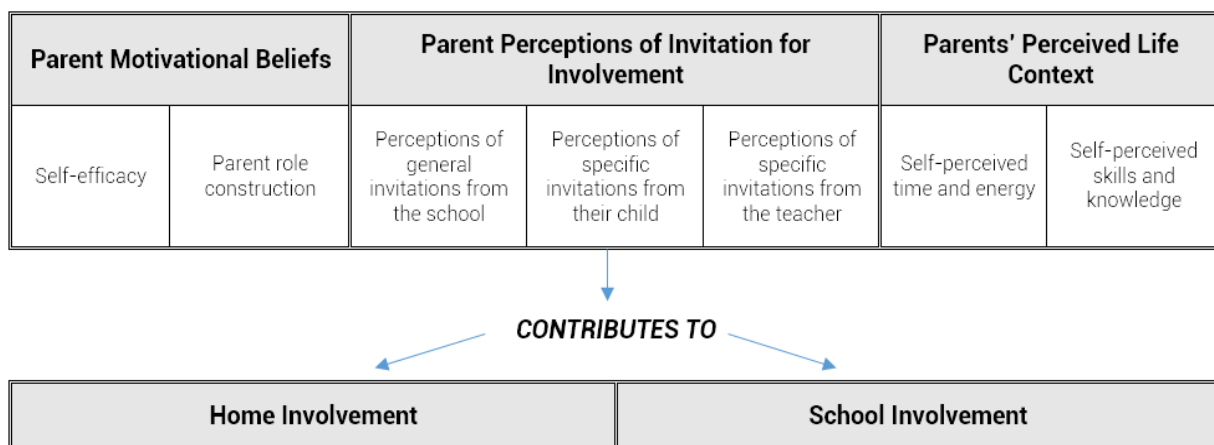 Parent Motivational Beliefs
Parent Perceptions of Invitation for
Involvement
Parents' Perceived Life
Context
Self-efficacy
Parent role
construction
Perceptions of
general
invitations from
the school
Perceptions of
specific
invitations from
their child
Perceptions of
specific
invitations from
the teacher
Self-perceived
time and energy
Self-perceived
skills and
knowledge
CONTRIBUTES TO
Home Involvement
School Involvement